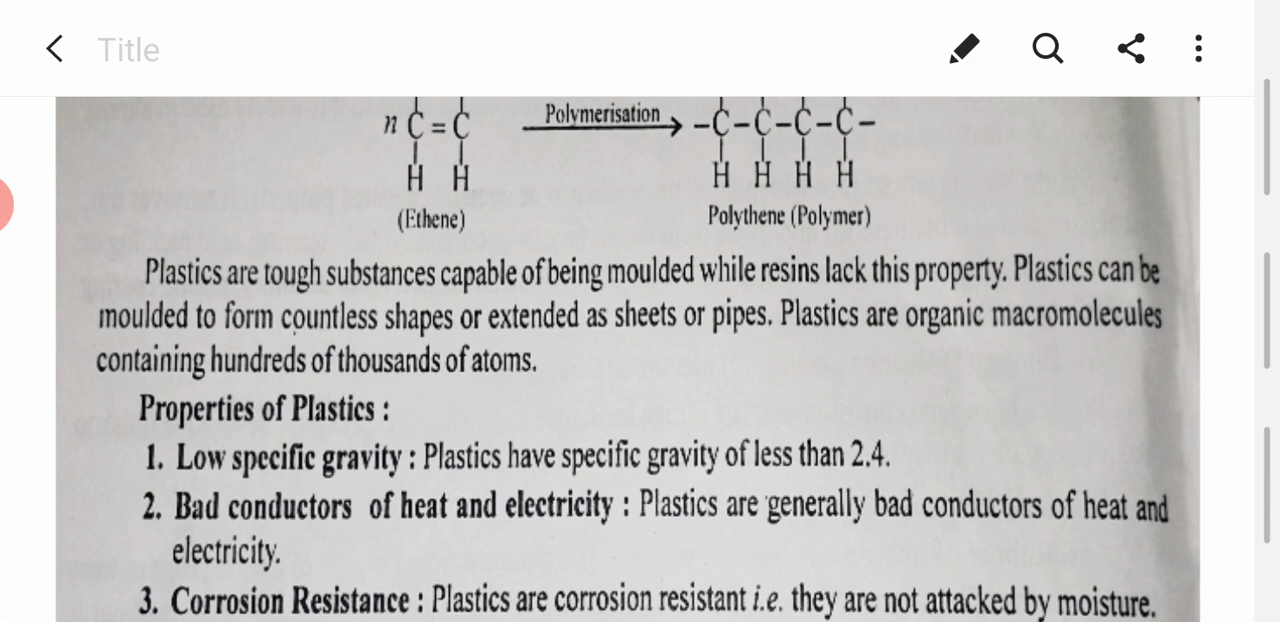 Title
n C = C Polymerisation –C–C–C–C–
H H H H H H
(Ethene) Polythene (Polymer)
Plastics are tough substances capable of being moulded while resins lack this property. Plastics can be
moulded to form countless shapes or extended as sheets or pipes. Plastics are organic macromolecules
containing hundreds of thousands of atoms.
Properties of Plastics :
1. Low specific gravity : Plastics have specific gravity of less than 2.4.
2. Bad conductors of heat and electricity : Plastics are generally bad conductors of heat and
electricity.
3. Corrosion Resistance : Plastics are corrosion resistant i.e. they are not attacked by moisture.